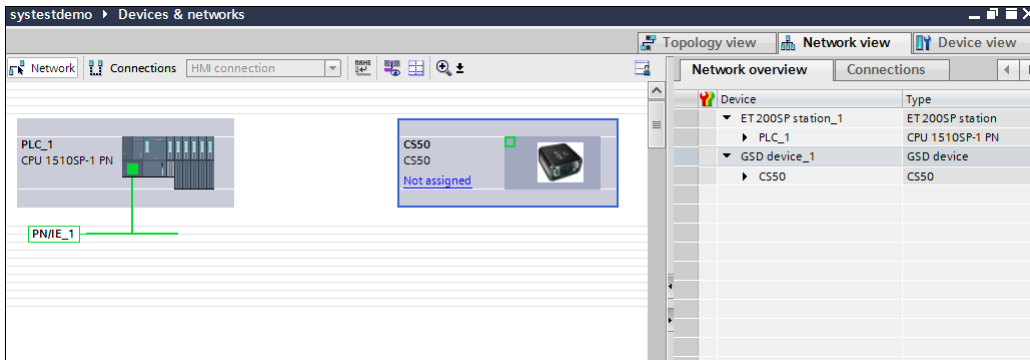 systestdemo ▸ Devices & networks
Topology view Network view Device view
Network Connections HMI connection
Network overview Connections
Device Type
ET 200SP station_1 ET 200SP station
PLC_1 CPU 1510SP-1 PN
GSD device_1 GSD device
CS50 CS50
PLC_1
CPU 1510SP-1 PN
CS50
CS50
Not assigned
PN/IE_1